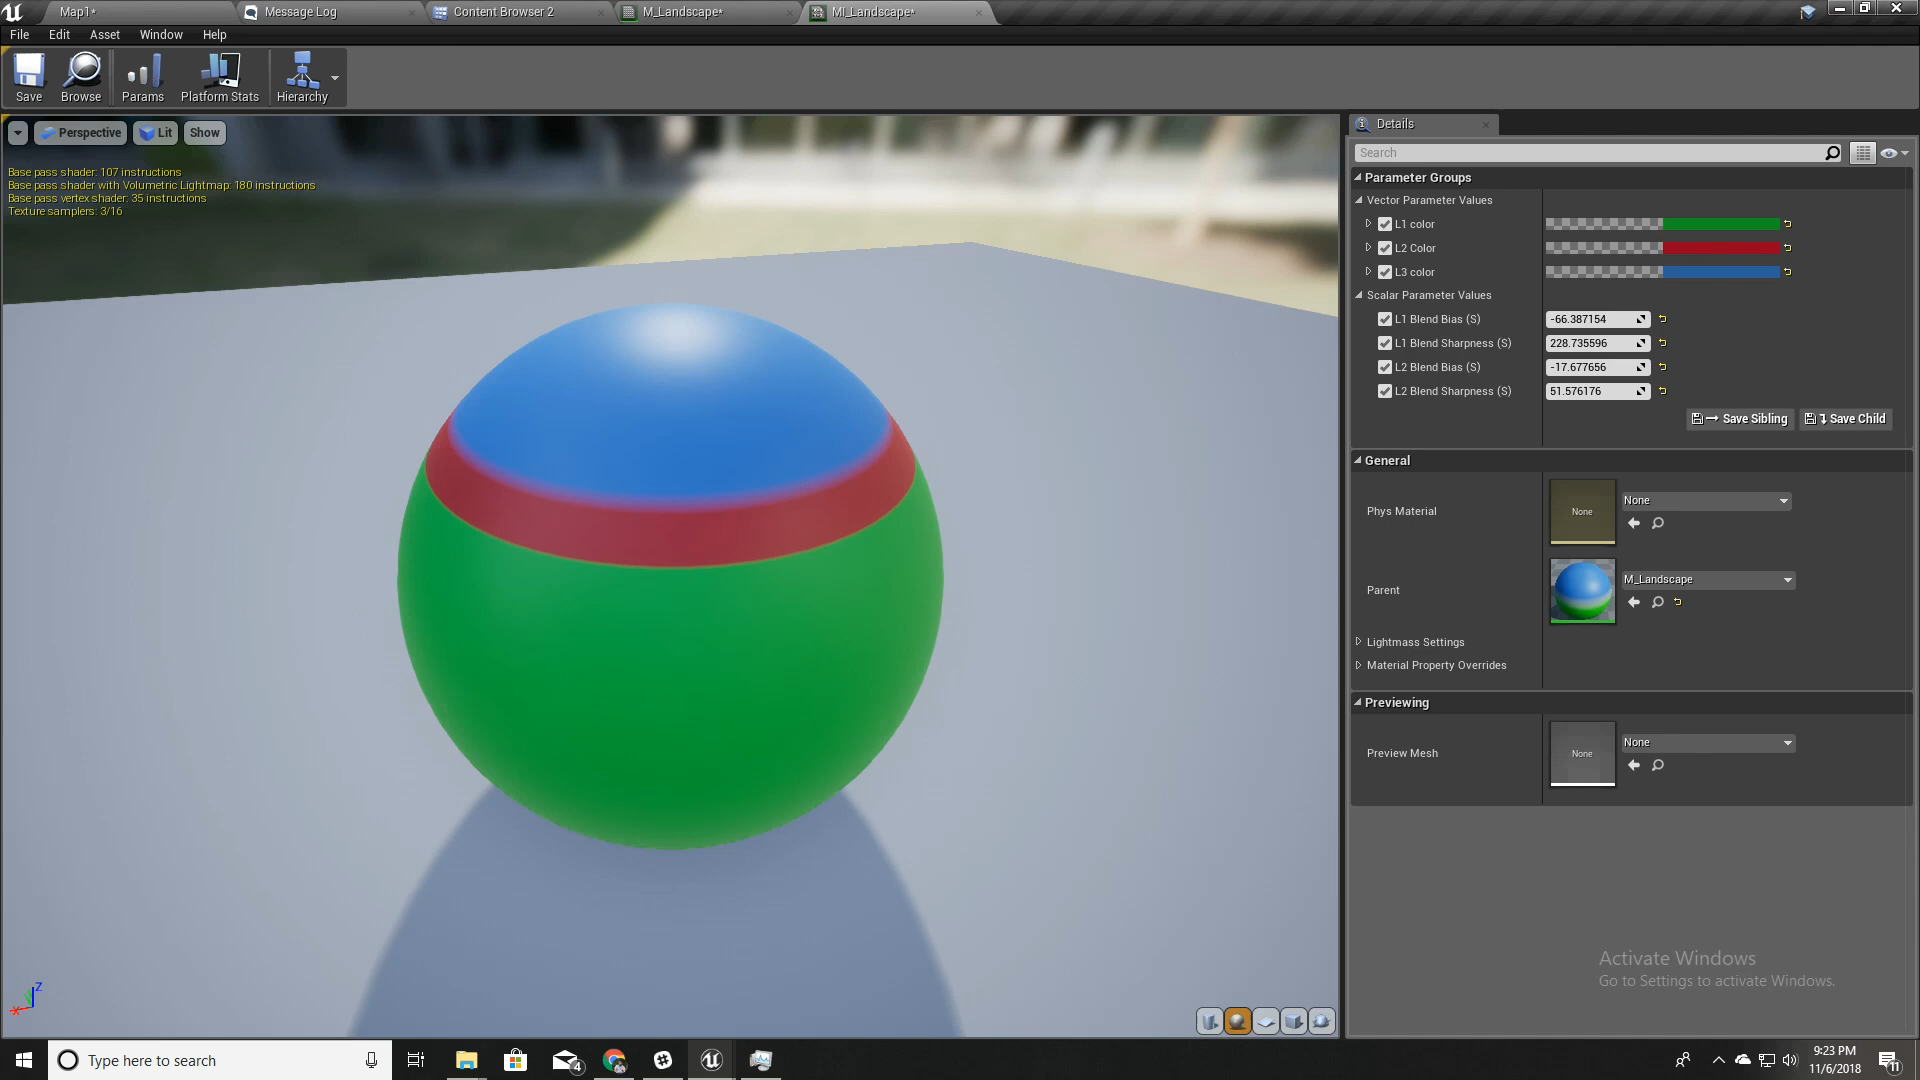 Map1*
Message Log
Content Browser 2
M_Landscape*
MI_Landscape*
File Edit Asset Window Help
Save Browse Params Platform Stats Hierarchy
Perspective Lit Show
Base pass shader: 107 instructions
Base pass shader with Volumetric Lightmap: 180 instructions
Base pass vertex shader: 35 instructions
Texture samplers: 3/16
Details
Search
Parameter Groups
Vector Parameter Values
L1 color
L2 Color
L3 color
Scalar Parameter Values
L1 Blend Bias (S) -66.387154
L1 Blend Sharpness (S) 228.735596
L2 Blend Bias (S) -17.677656
L2 Blend Sharpness (S) 51.576176
Save Sibling Save Child
General
Phys Material None None
Parent M_Landscape
Lightmass Settings
Material Property Overrides
Previewing
Preview Mesh None None
Activate Windows
Go to Settings to activate Windows.
Z
X
Type here to search
4
9:23 PM
11/6/2018
11